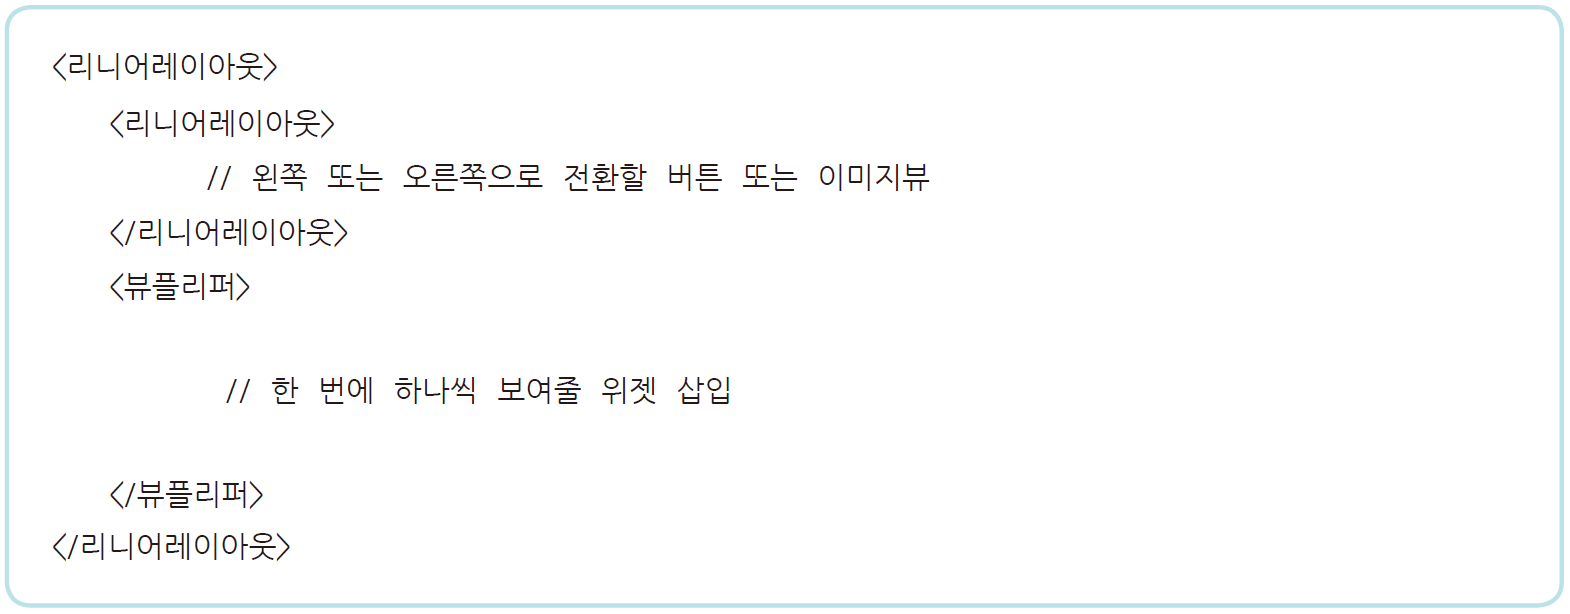 <리니어레이아웃>
<리니어레이아웃>
// 왼쪽 또는 오른쪽으로 전환할 버튼 또는 이미지뷰
</리니어레이아웃>
<뷰플리퍼>
// 한 번에 하나씩 보여줄 위젯 삽입
</뷰플리퍼>
</리니어레이아웃>